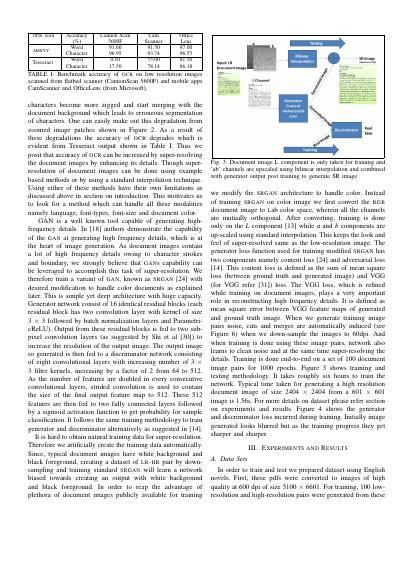 OCR Tool Accuracy Cannon Scan Cam Office
(%) 5600F Scanner Lens
ABBYY Word 91.60 91.50 97.00
Character 96.95 93.74 98.55
Tesseract Word 0.10 55.00 81.50
Character 17.50 78.14 86.18
TABLE I: Benchmark accuracy of OCR on low resolution images
scanned from flatbed scanner (CannonScan 5600F) and mobile apps
CamScanner and OfficeLens (from Microsoft)
characters become more zigged and start merging with the
document background which leads to erroneous segmentation
of characters. One can easily make out this degradation from
zoomed image patches shown in Figure 2. As a result of
these degradations the accuracy of OCR degrades which is
evident from Tesseract output shown in Table I. Thus we
posit that accuracy of OCR can be increased by super-resolving
the document images by enhancing its details. Though super-
resolution of document images can be done using example
based methods or by using a standard interpolation technique.
Using either of these methods have their own limitations as
discussed above in section on introduction. This motivates us
to look for a method which can handle all these modifiers
namely language, font-types, font-size and document color.
GAN is a well known tool capable of generating high-
frequency details. In [18] authors demonstrate the capability
of the GAN at generating high frequency details, which is at
the heart of image generation. As document images contain
a lot of high frequency details owing to character strokes
and boundary, we strongly believe that GANs capability can
be leveraged to accomplish this task of super-resolution. We
therefore train a variant of GAN, known as SRGAN [24] with
desired modification to handle color documents as explained
later. This is simple yet deep architecture with huge capacity.
Generator network consist of 16 identical residual blocks (each
residual block has two convolution layer with kernel of size
3 × 3 followed by batch normalization layers and Parametri-
cReLU). Output from these residual blocks is fed to two sub-
pixel convolution layers (as suggested by Shi et al [30]) to
increase the resolution of the output image. The output image
so generated is then fed to a discriminator network consisting
of eight convolutional layers with increasing number of 3 ×
3 filter kernels, increasing by a factor of 2 from 64 to 512.
As the number of features are doubled in every consecutive
convolutional layers, strided convolution is used to contain
the size of the final output feature map to 512. These 512
features are then fed to two fully connected layers followed
by a sigmoid activation function to get probability for sample
classification. It follows the same training methodology to train
generator and discriminator alternately as suggested in [14].
It is hard to obtain natural training data for super-resolution.
Therefore we artificially create the training data automatically.
Since, typical document images have white background and
black foreground, creating a dataset of LR-HR pair by down-
sampling and training standard SRGAN will learn a network
biased towards creating an output with white background
and black foreground. In order to reap the advantage of
plethora of document images publicly available for training
Testing
Input LR
Document Image
Bilinear
Interpolation
SR Image
L Channel
Generator
Content
+Adversarial
Loss
Discriminator
Real
Fake
Training
Fig. 3: Document image L component is only taken for training and
'ab' channels are upscaled using bilinear interpolation and combined
with generator output post training to generate SR image
we modify the SRGAN architecture to handle color. Instead
of training SRGAN on color image we first convert the RGB
document image to Lab color space, wherein all the channels
are mutually orthogonal. After converting, training is done
only on the L component [13] while a and b components are
up-scaled using standard interpolation. This keeps the look and
feel of super-resolved same as the low-resolution image. The
generator loss function used for training modified SRGAN has
two components namely content loss [24] and adversarial loss
[14]. This content loss is defined as the sum of mean square
loss (between ground truth and generated image) and VGG
(for VGG refer [31]) loss. The VGG loss, which is refined
while training on document images, plays a very important
role in reconstructing high frequency details. It is defined as
mean square error between VGG feature maps of generated
and ground truth image. When we generate training image
pairs noise, cuts and merges are automatically induced (see
Figure 6) when we down-sample the images to 60dpi. And
when training is done using these image pairs, network also
learns to clean noise and at the same time super-resolving the
details. Training is done end-to-end on a set of 100 document
image pairs for 1000 epochs. Figure 3 shows training and
testing methodology. It takes roughly six hours to train the
network. Typical time taken for generating a high resolution
document image of size 2404 × 2404 from a 601 × 601
image is 1.56s. For more details on dataset please refer section
on experiments and results. Figure 4 shows the generator
and discriminator loss incurred during training. Initially image
generated looks blurred but as the training progress they get
sharper and sharper.
III. Experiments and Results
A. Data Sets
In order to train and test we prepared dataset using English
novels. First, these pdfs were converted to images of high
quality at 600 dpi of size 5100 × 6601. For training, 100 low-
resolution and high-resolution pairs were generated from these